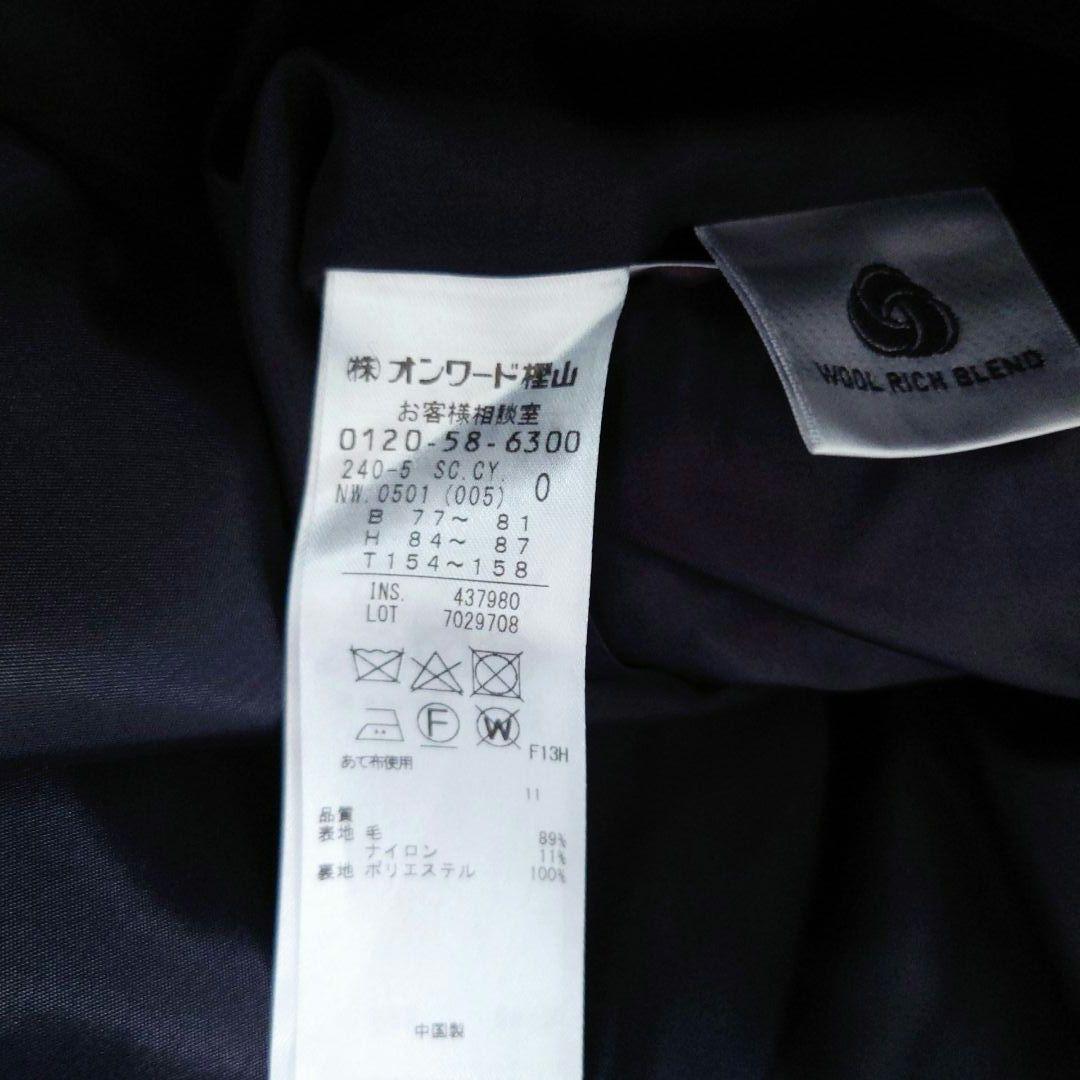 (株)オンワード樫山
お客様相談室
0120-58-6300
240-5 SC.CY.
NW.0501 (005) 0
B 77〜 81
H 84〜 87
T154〜158
INS. 437980
LOT 7029708
F W
あて布使用
F13H
11
品質
表地 毛 89%
ナイロン 11%
裏地 ポリエステル 100%
中国製
WOOL RICH BLEND